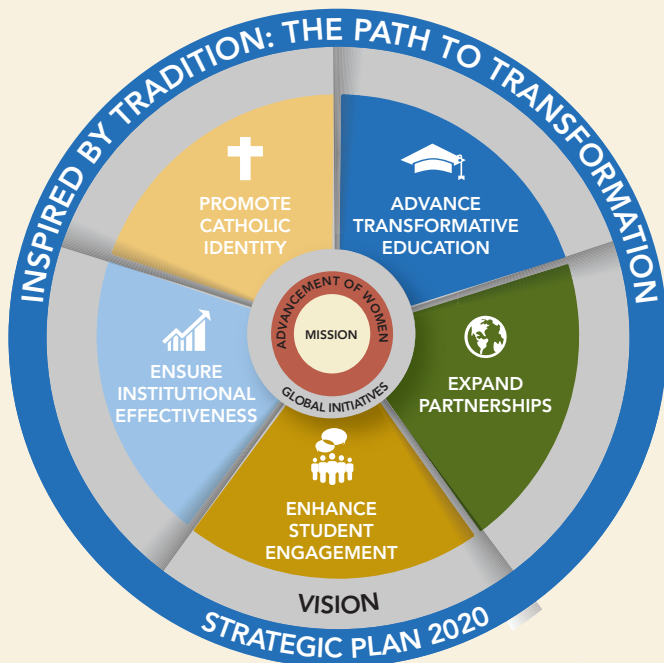 INSPIRED BY TRADITION: THE PATH TO TRANSFORMATION
PROMOTE
CATHOLIC
IDENTITY
ADVANCE
TRANSFORMATIVE
EDUCATION
ADVANCEMENT OF WOMEN
MISSION
GLOBAL INITIATIVES
ENSURE
INSTITUTIONAL
EFFECTIVENESS
EXPAND
PARTNERSHIPS
ENHANCE
STUDENT
ENGAGEMENT
VISION
STRATEGIC PLAN 2020